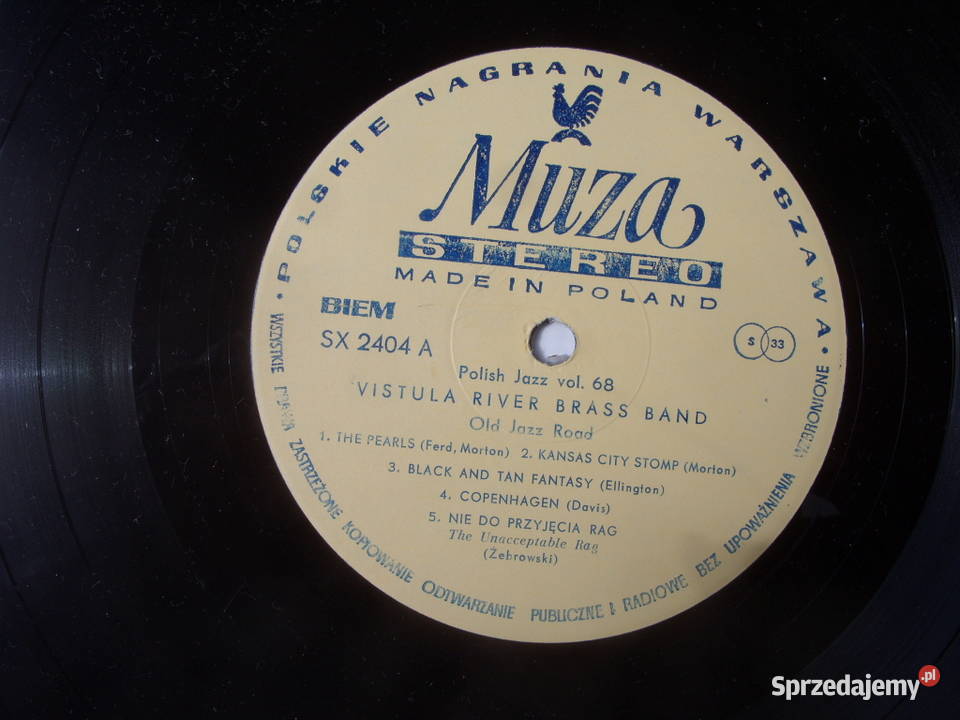 • POLSKIE NAGRANIA WARSZAWA •
Muza
STEREO
MADE IN POLAND
BIEM
SX 2404 A
S 33
Polish Jazz vol. 68
VISTULA RIVER BRASS BAND
Old Jazz Road
1. THE PEARLS (Ferd, Morton) 2. KANSAS CITY STOMP (Morton)
3. BLACK AND TAN FANTASY (Ellington)
4. COPENHAGEN (Davis)
5. NIE DO PRZYJĘCIA RAG
The Unacceptable Rag
(Żebrowski)
WSZYSTKIE PRAWA ZASTRZEŻONE KOPIOWANIE ODTWARZANIE PUBLICZNE I RADIOWE BEZ UPOWAŻNIENIA WZBRONIONE
Sprzedajemy.pl